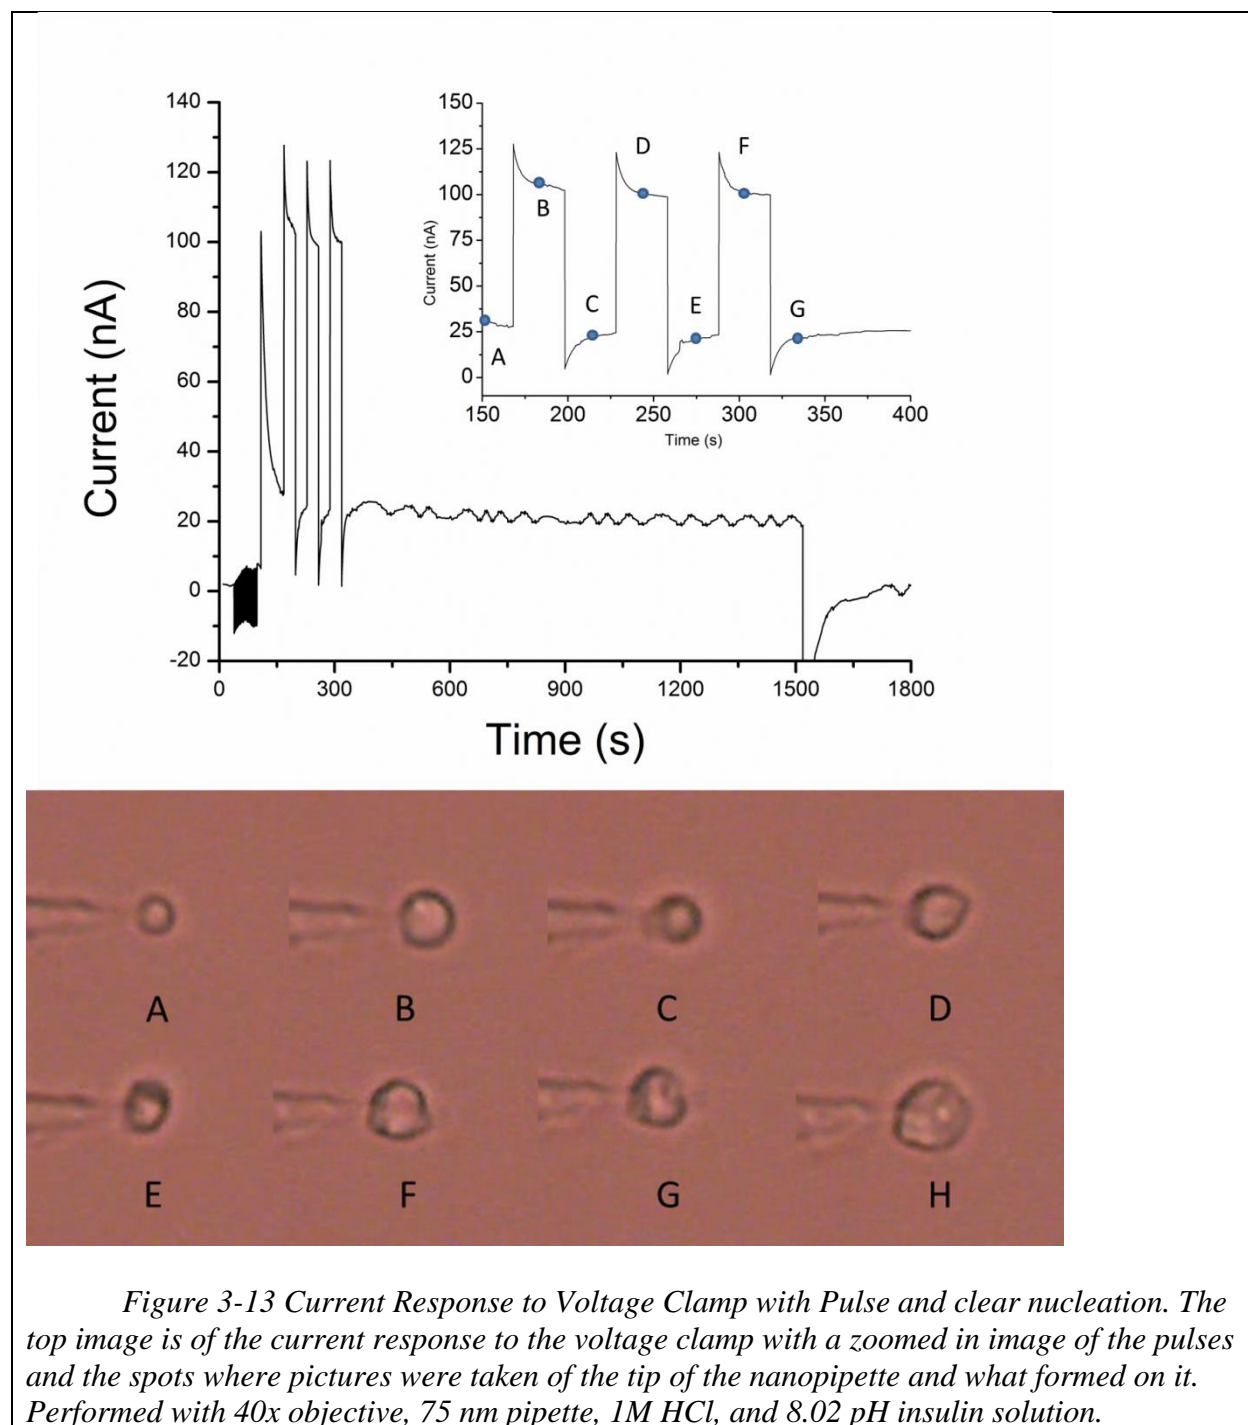 140
120
100
80
60
40
20
0
-20
Current (nA)
0 300 600 900 1200 1500 1800
Time (s)
150
125
100
75
50
25
0
Current (nA)
150 200 250 300 350 400
Time (s)
A
B
C
D
E
F
G
A B C D
E F G H
Figure 3-13 Current Response to Voltage Clamp with Pulse and clear nucleation. The
top image is of the current response to the voltage clamp with a zoomed in image of the pulses
and the spots where pictures were taken of the tip of the nanopipette and what formed on it.
Performed with 40x objective, 75 nm pipette, 1M HCl, and 8.02 pH insulin solution.